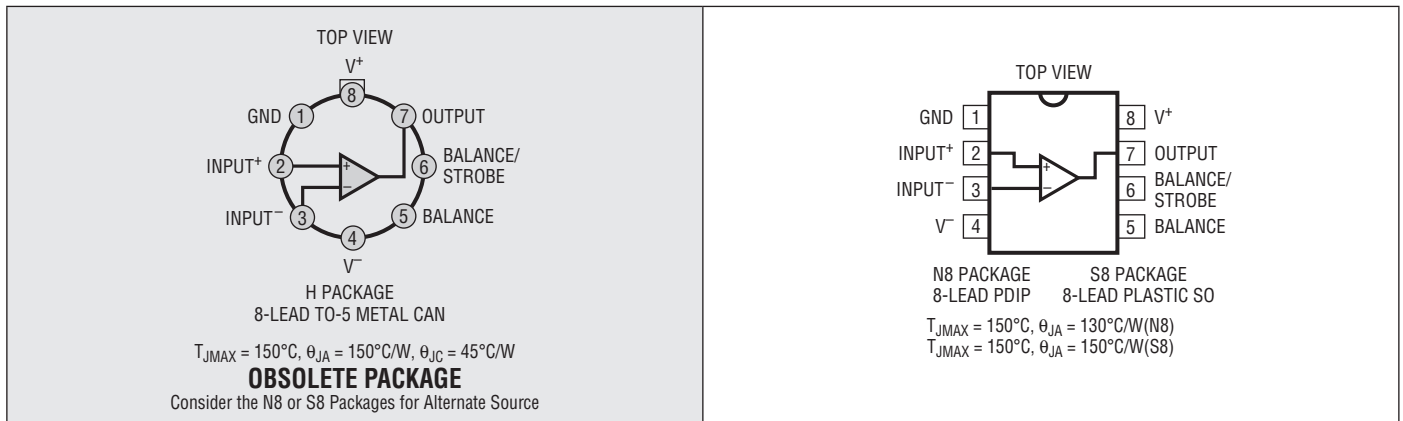 TOP VIEW
V+
8
GND 1
7 OUTPUT
INPUT+ 2
+
6 BALANCE/
STROBE
−
INPUT− 3
5 BALANCE
4
V−
H PACKAGE
8-LEAD TO-5 METAL CAN
TJMAX = 150°C, θJA = 150°C/W, θJC = 45°C/W
OBSOLETE PACKAGE
Consider the N8 or S8 Packages for Alternate Source
TOP VIEW
GND 1
8 V+
INPUT+ 2
+
7 OUTPUT
INPUT− 3
−
6 BALANCE/
STROBE
V− 4
5 BALANCE
N8 PACKAGE
8-LEAD PDIP
S8 PACKAGE
8-LEAD PLASTIC SO
TJMAX = 150°C, θJA = 130°C/W(N8)
TJMAX = 150°C, θJA = 150°C/W(S8)